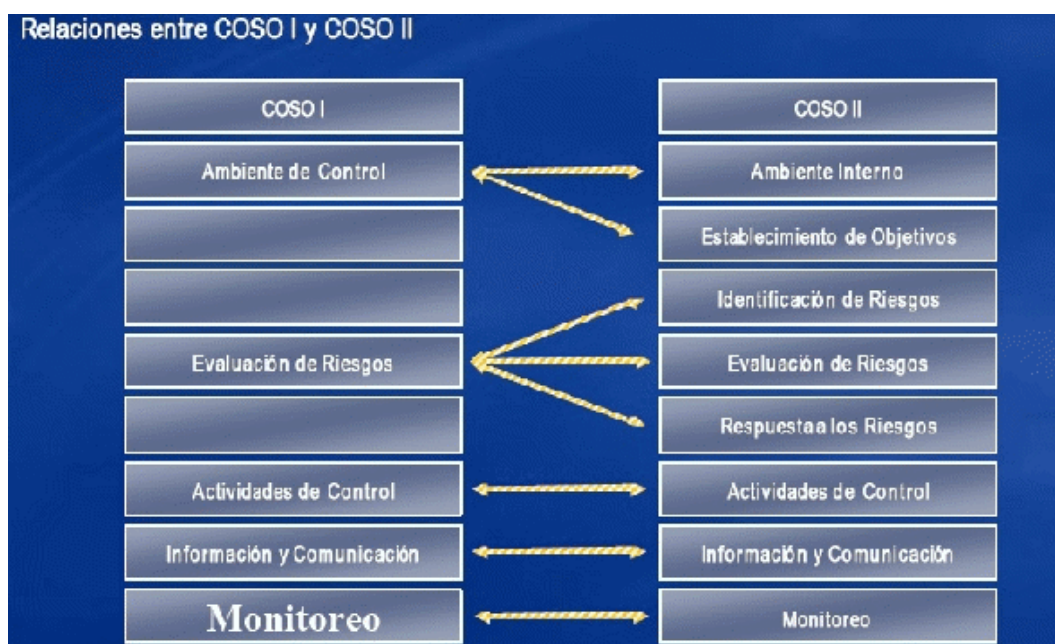 Relaciones entre COSO I y COSO II
COSO I
COSO II
Ambiente de Control
Ambiente Interno
Establecimiento de Objetivos
Identificación de Riesgos
Evaluación de Riesgos
Evaluación de Riesgos
Respuesta a los Riesgos
Actividades de Control
Actividades de Control
Información y Comunicación
Información y Comunicación
Monitoreo
Monitoreo